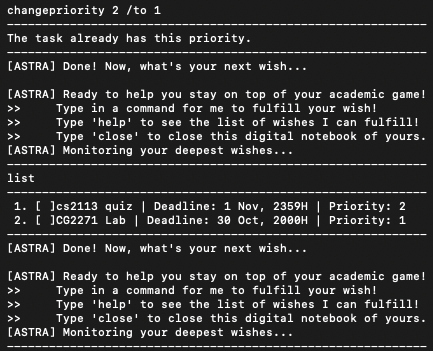 changepriority 2 /to 1
The task already has this priority.
[ASTRA] Done! Now, what's your next wish...
[ASTRA] Ready to help you stay on top of your academic game!
>> Type in a command for me to fulfill your wish!
>> Type 'help' to see the list of wishes I can fulfill!
>> Type 'close' to close this digital notebook of yours.
[ASTRA] Monitoring your deepest wishes...
list
1. [ ]cs2113 quiz | Deadline: 1 Nov, 2359H | Priority: 2
2. [ ]CG2271 Lab | Deadline: 30 Oct, 2000H | Priority: 1
[ASTRA] Done! Now, what's your next wish...
[ASTRA] Ready to help you stay on top of your academic game!
>> Type in a command for me to fulfill your wish!
>> Type 'help' to see the list of wishes I can fulfill!
>> Type 'close' to close this digital notebook of yours.
[ASTRA] Monitoring your deepest wishes...